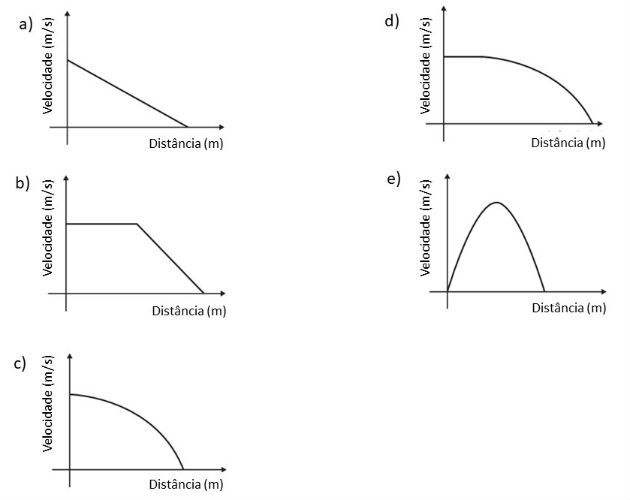 a)
Velocidade (m/s)
Distância (m)
b)
Velocidade (m/s)
Distância (m)
c)
Velocidade (m/s)
Distância (m)
d)
Velocidade (m/s)
Distância (m)
e)
Velocidade (m/s)
Distância (m)